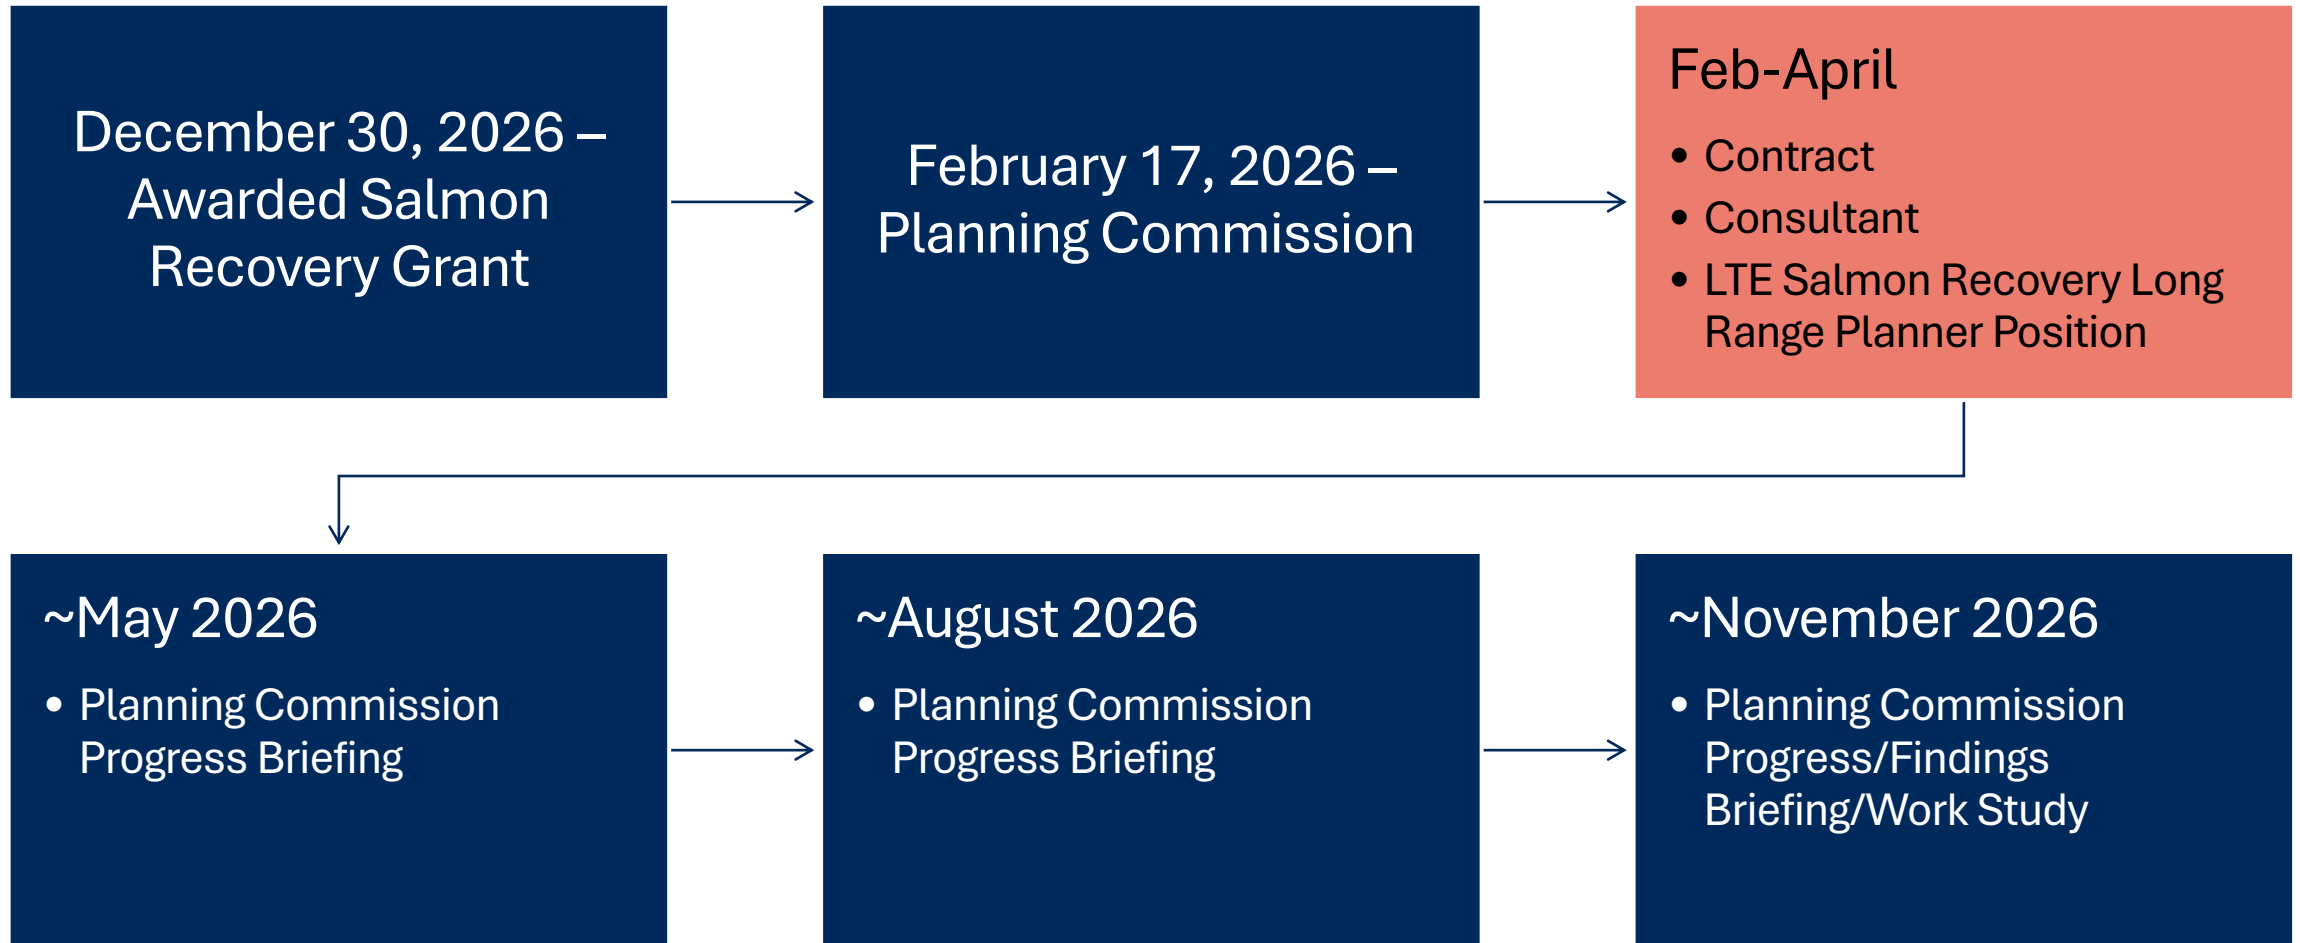 December 30, 2026 –
Awarded Salmon
Recovery Grant
February 17, 2026 –
Planning Commission
Feb-April
• Contract
• Consultant
• LTE Salmon Recovery Long
Range Planner Position
~May 2026
• Planning Commission
Progress Briefing
~August 2026
• Planning Commission
Progress Briefing
~November 2026
• Planning Commission
Progress/Findings
Briefing/Work Study